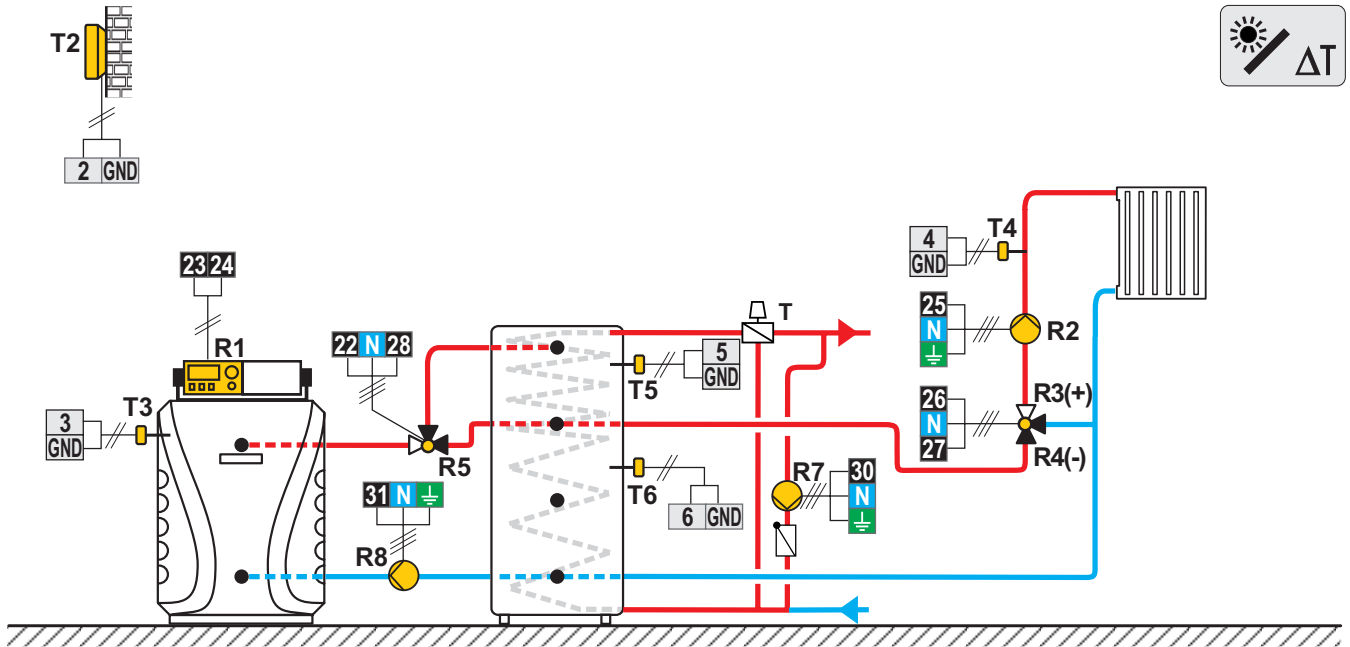 T2
ΔT
2 GND
T4
4
GND
23 24
25
N
R2
T
R1
22 N 28
5
GND
T5
R3(+)
26
N
27
T3
3
GND
R5
R4(-)
R7
30
N
T6
31 N
6 GND
R8